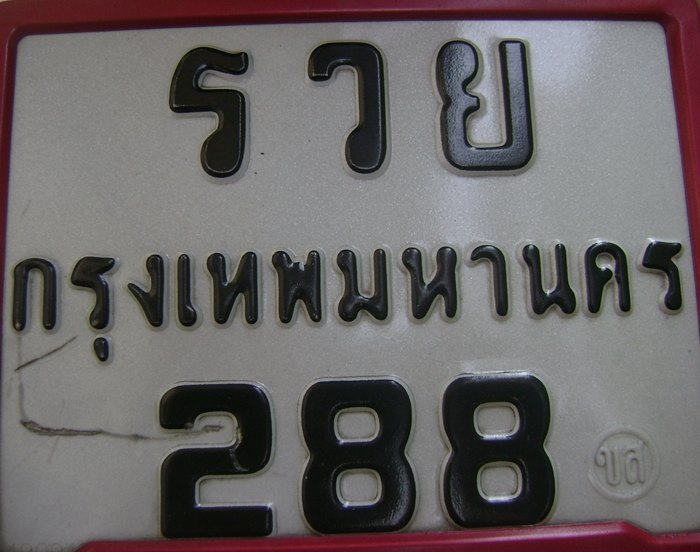 รวย
กรุงเทพมหานคร
288
ขส